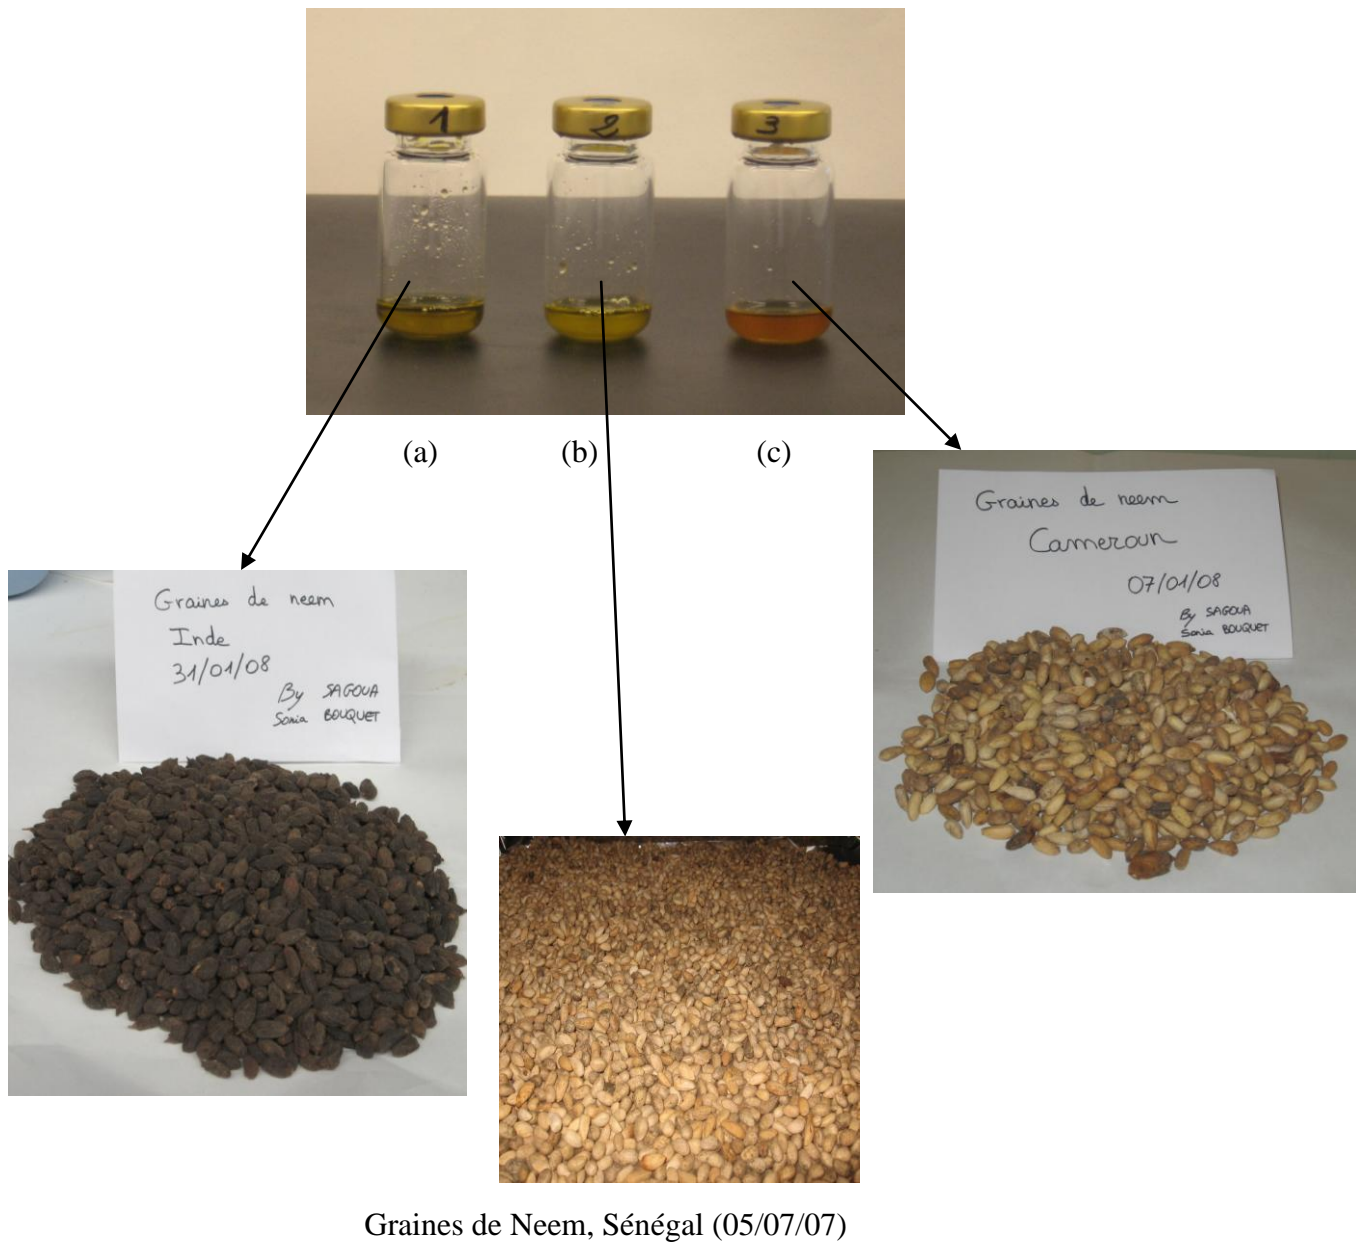 1
2
3
(a)
(b)
(c)
Graines de neem
Cameroun
07/01/08
By SAGOUA
Sonia BOUQUET
Graines de neem
Inde
31/01/08
By SAGOUA
Sonia BOUQUET
Graines de Neem, Sénégal (05/07/07)